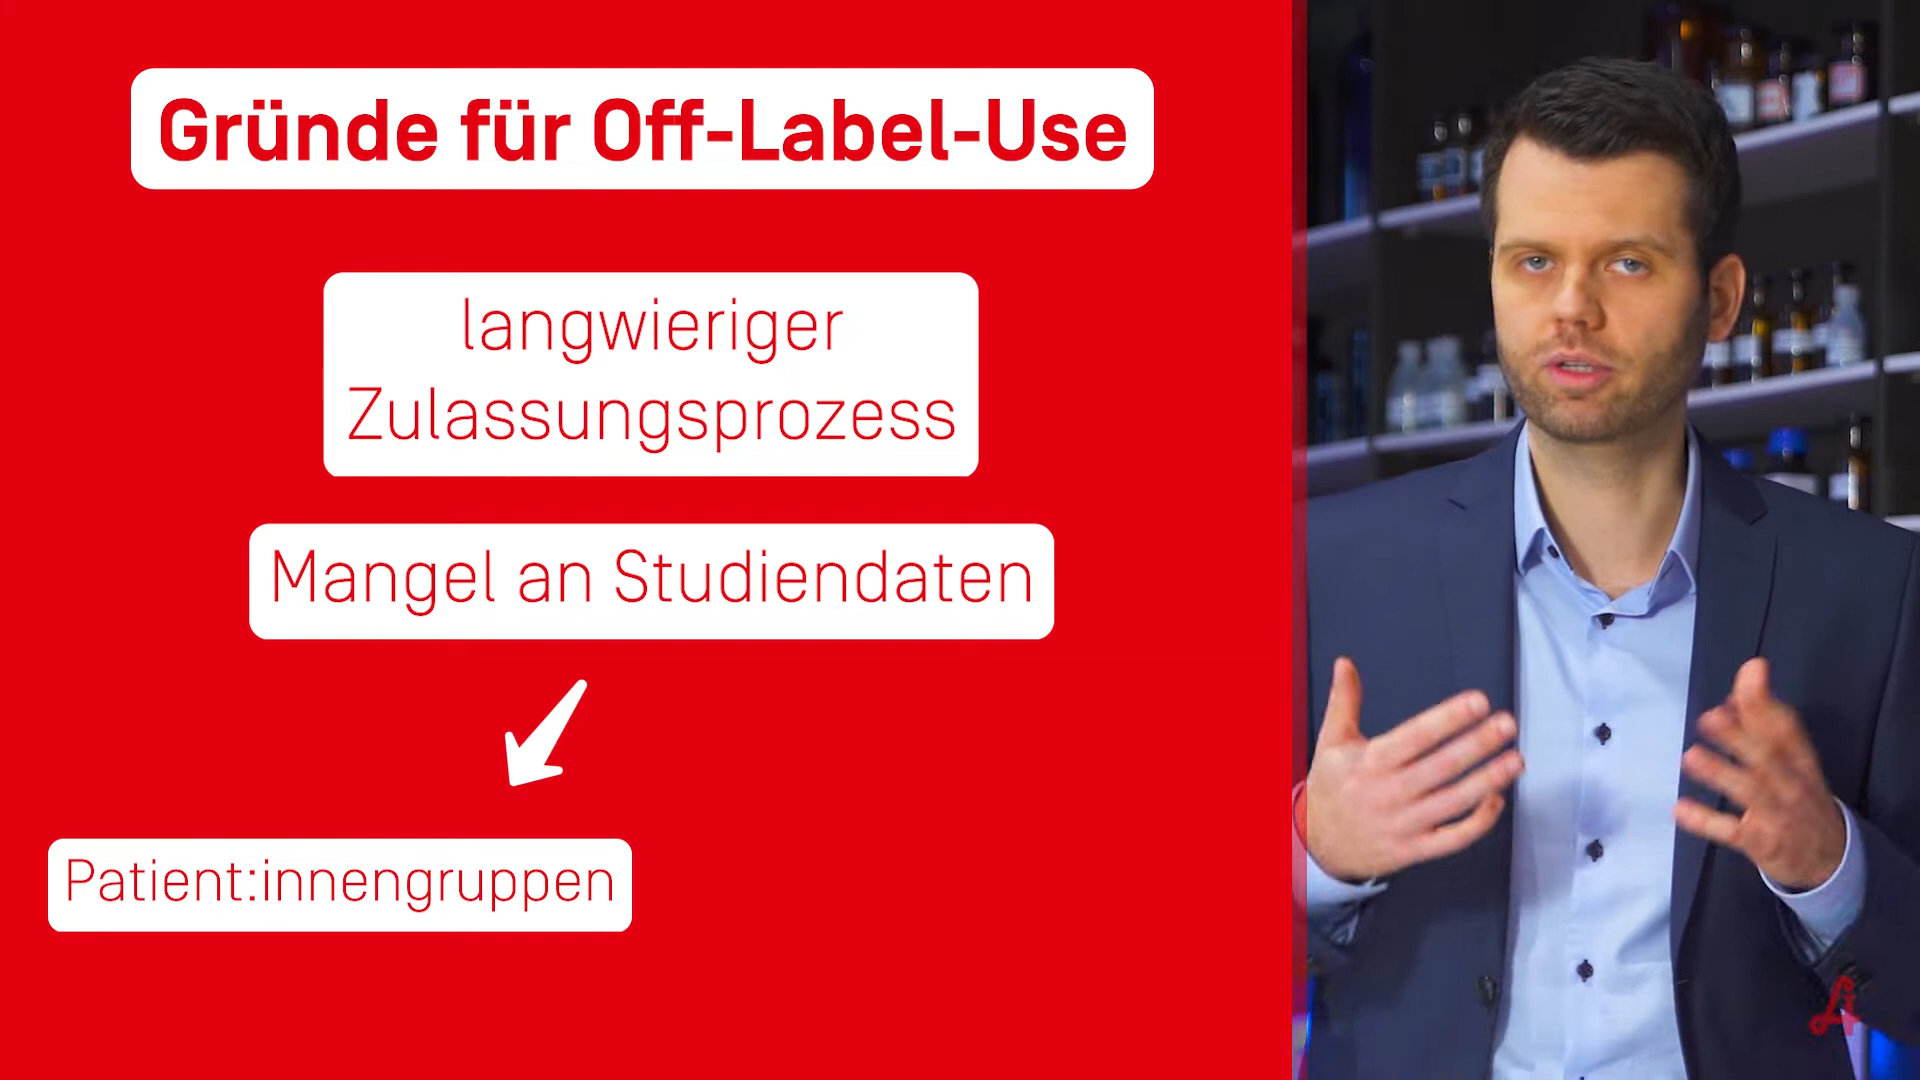 Gründe für Off-Label-Use
langwieriger
Zulassungsprozess
Mangel an Studiendaten
Patient:innengruppen